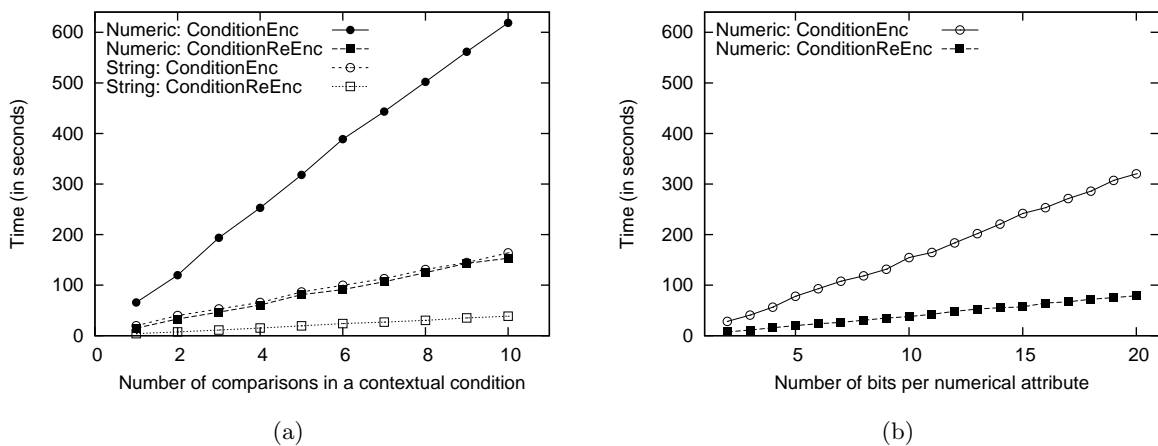 600
500
400
300
200
100
0
Time (in seconds)
Numeric: ConditionEnc
Numeric: ConditionReEnc
String: ConditionEnc
String: ConditionReEnc
0 2 4 6 8 10
Number of comparisons in a contextual condition
(a)
600
500
400
300
200
100
0
Time (in seconds)
Numeric: ConditionEnc
Numeric: ConditionReEnc
5 10 15 20
Number of bits per numerical attribute
(b)